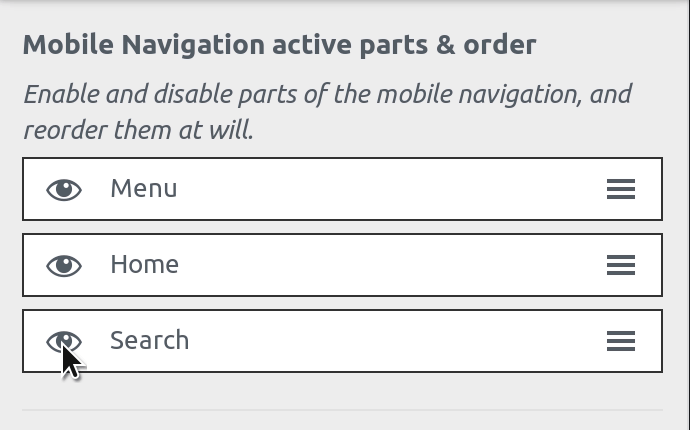 Mobile Navigation active parts & order
Enable and disable parts of the mobile navigation, and
reorder them at will.
Menu
Home
Search